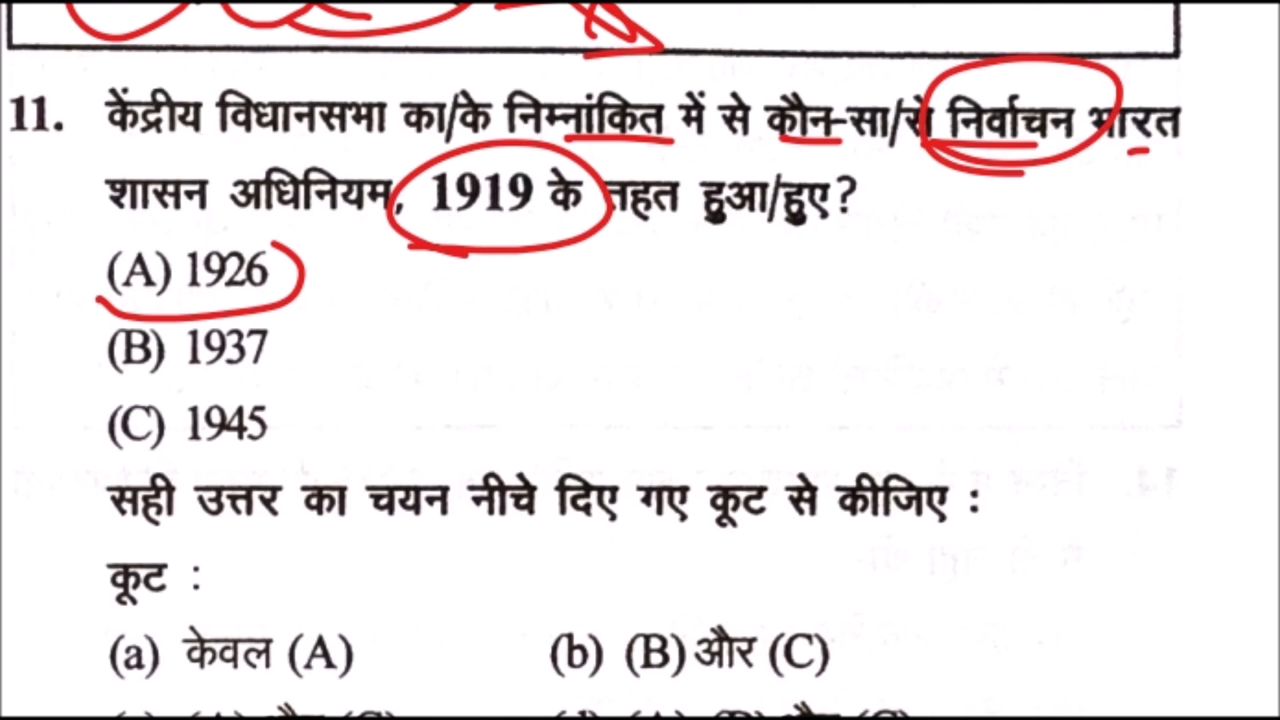 11. केंद्रीय विधानसभा का/के निम्नांकित में से कौन-सा/से निर्वाचन भारत
शासन अधिनियम, 1919 के तहत हुआ/हुए?
(A) 1926
(B) 1937
(C) 1945
सही उत्तर का चयन नीचे दिए गए कूट से कीजिए :
कूट :
(a) केवल (A) (b) (B) और (C)